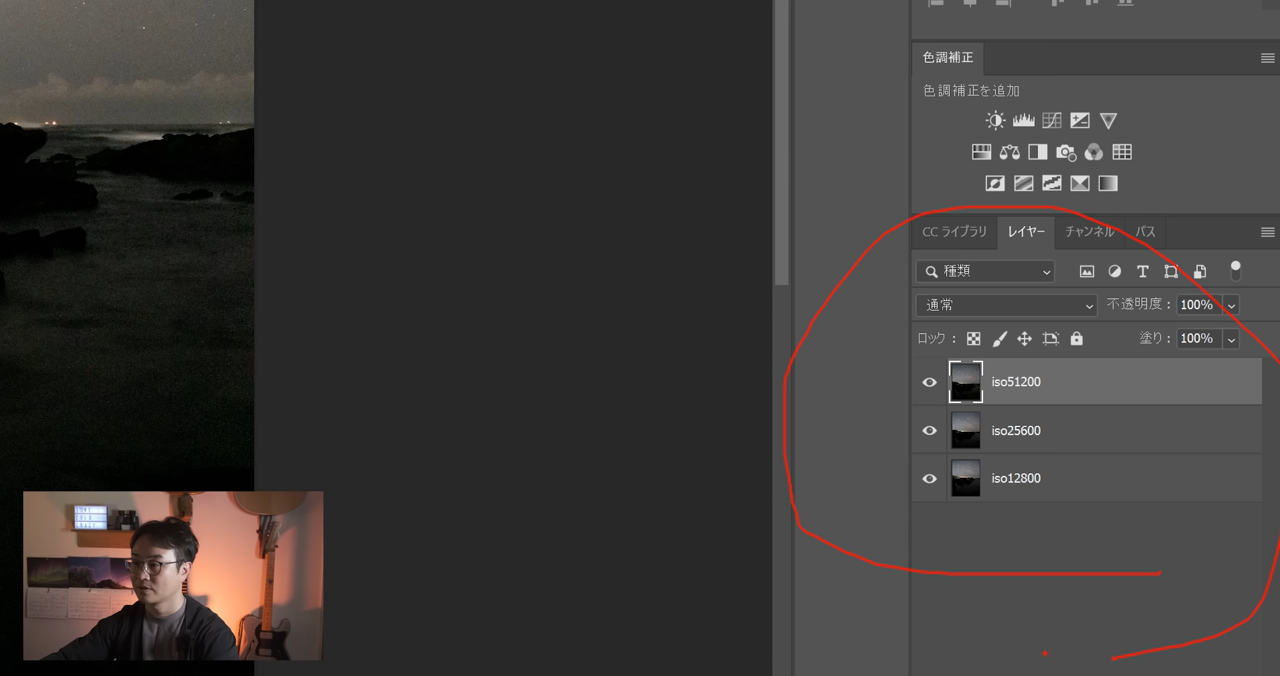 色調補正
色調補正を追加
CC ライブラリ レイヤー チャンネル パス
種類
通常 不透明度： 100%
ロック： 塗り： 100%
iso51200
iso25600
iso12800